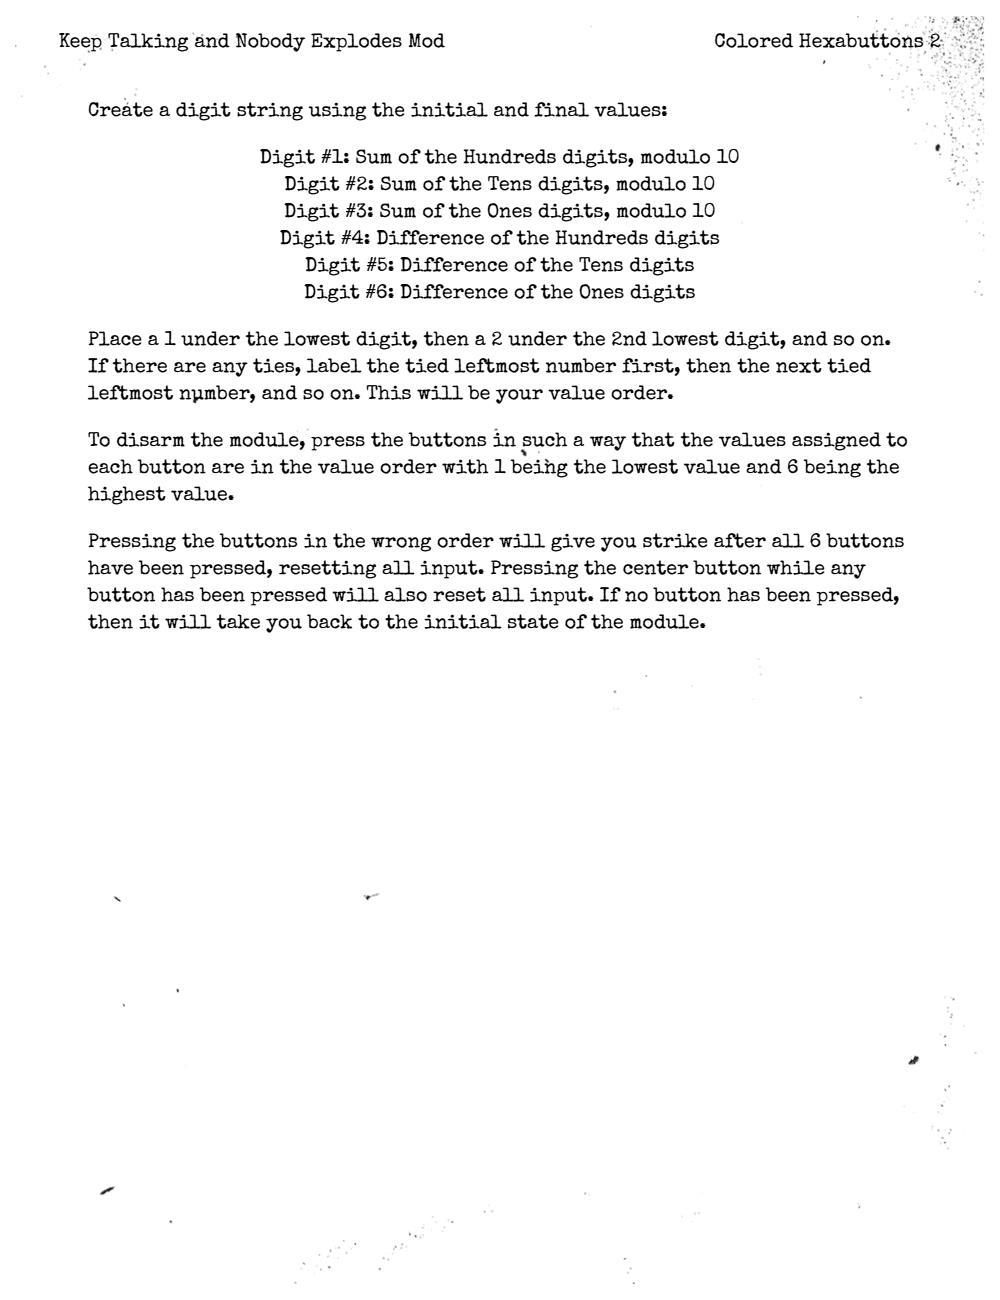 Keep Talking and Nobody Explodes Mod
Colored Hexabuttons 2
Create a digit string using the initial and final values:
Digit #1: Sum of the Hundreds digits, modulo 10
Digit #2: Sum of the Tens digits, modulo 10
Digit #3: Sum of the Ones digits, modulo 10
Digit #4: Difference of the Hundreds digits
Digit #5: Difference of the Tens digits
Digit #6: Difference of the Ones digits
Place a 1 under the lowest digit, then a 2 under the 2nd lowest digit, and so on.
If there are any ties, label the tied leftmost number first, then the next tied
leftmost number, and so on. This will be your value order.
To disarm the module, press the buttons in such a way that the values assigned to
each button are in the value order with 1 being the lowest value and 6 being the
highest value.
Pressing the buttons in the wrong order will give you strike after all 6 buttons
have been pressed, resetting all input. Pressing the center button while any
button has been pressed will also reset all input. If no button has been pressed,
then it will take you back to the initial state of the module.